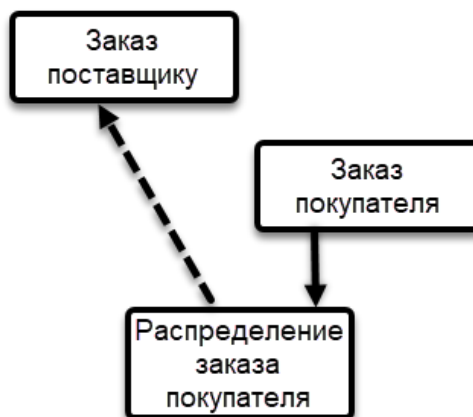 Заказ
поставщику
Заказ
покупателя
Распределение
заказа
покупателя